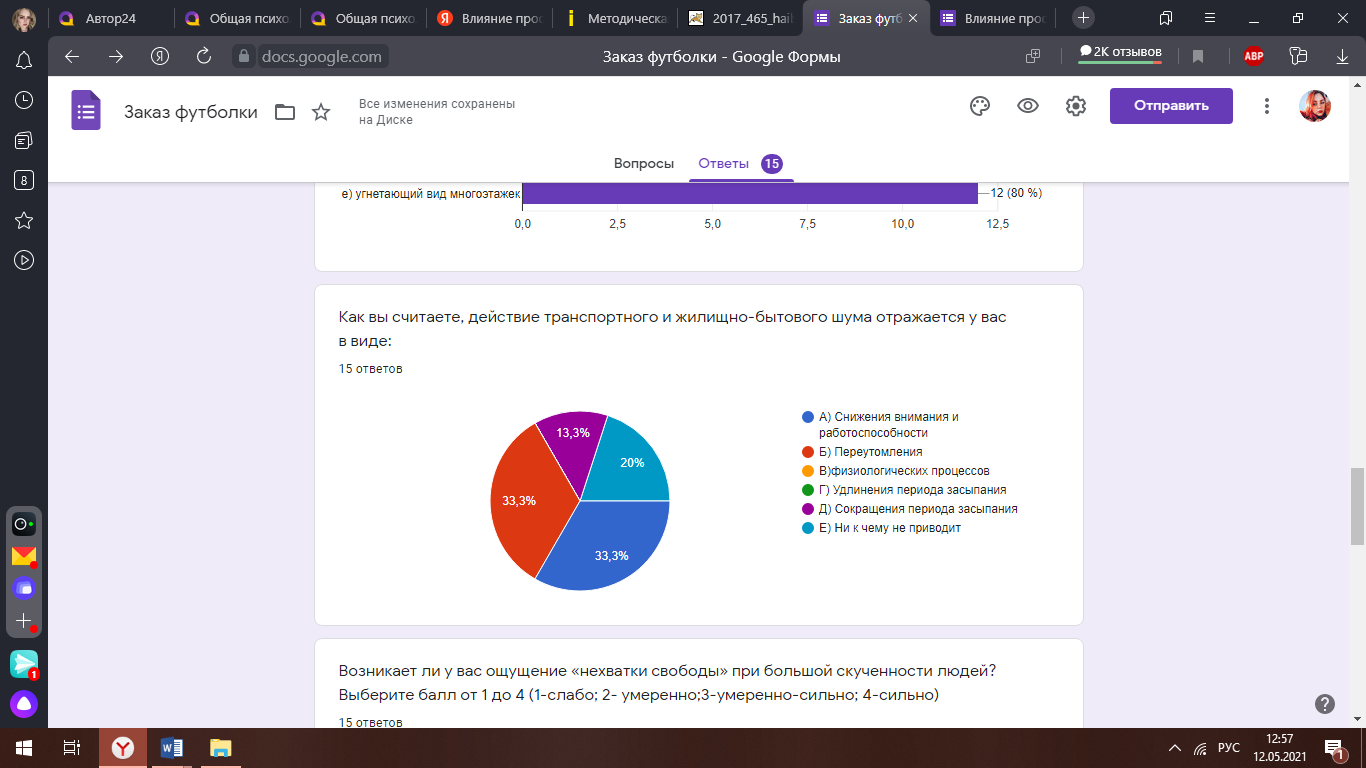 Автор24
Общая психо
Общая психо
Влияние прос
Методическа
2017_465_hait
Заказ футб
Влияние прос
docs.google.com
Заказ футболки - Google Формы
2K отзывов
ABP
Заказ футболки
Все изменения сохранены
на Диске
Отправить
Вопросы
Ответы 15
8
е) угнетающий вид многоэтажек
12 (80 %)
0,0 2,5 5,0 7,5 10,0 12,5
Как вы считаете, действие транспортного и жилищно-бытового шума отражается у вас
в виде:
15 ответов
13,3%
20%
33,3%
33,3%
А) Снижения внимания и
работоспособности
Б) Переутомления
В)физиологических процессов
Г) Удлинения периода засыпания
Д) Сокращения периода засыпания
Е) Ни к чему не приводит
Возникает ли у вас ощущение «нехватки свободы» при большой скученности людей?
Выберите балл от 1 до 4 (1-слабо; 2- умеренно;3-умеренно-сильно; 4-сильно)
15 ответов
1
РУС
12:57
12.05.2021
1